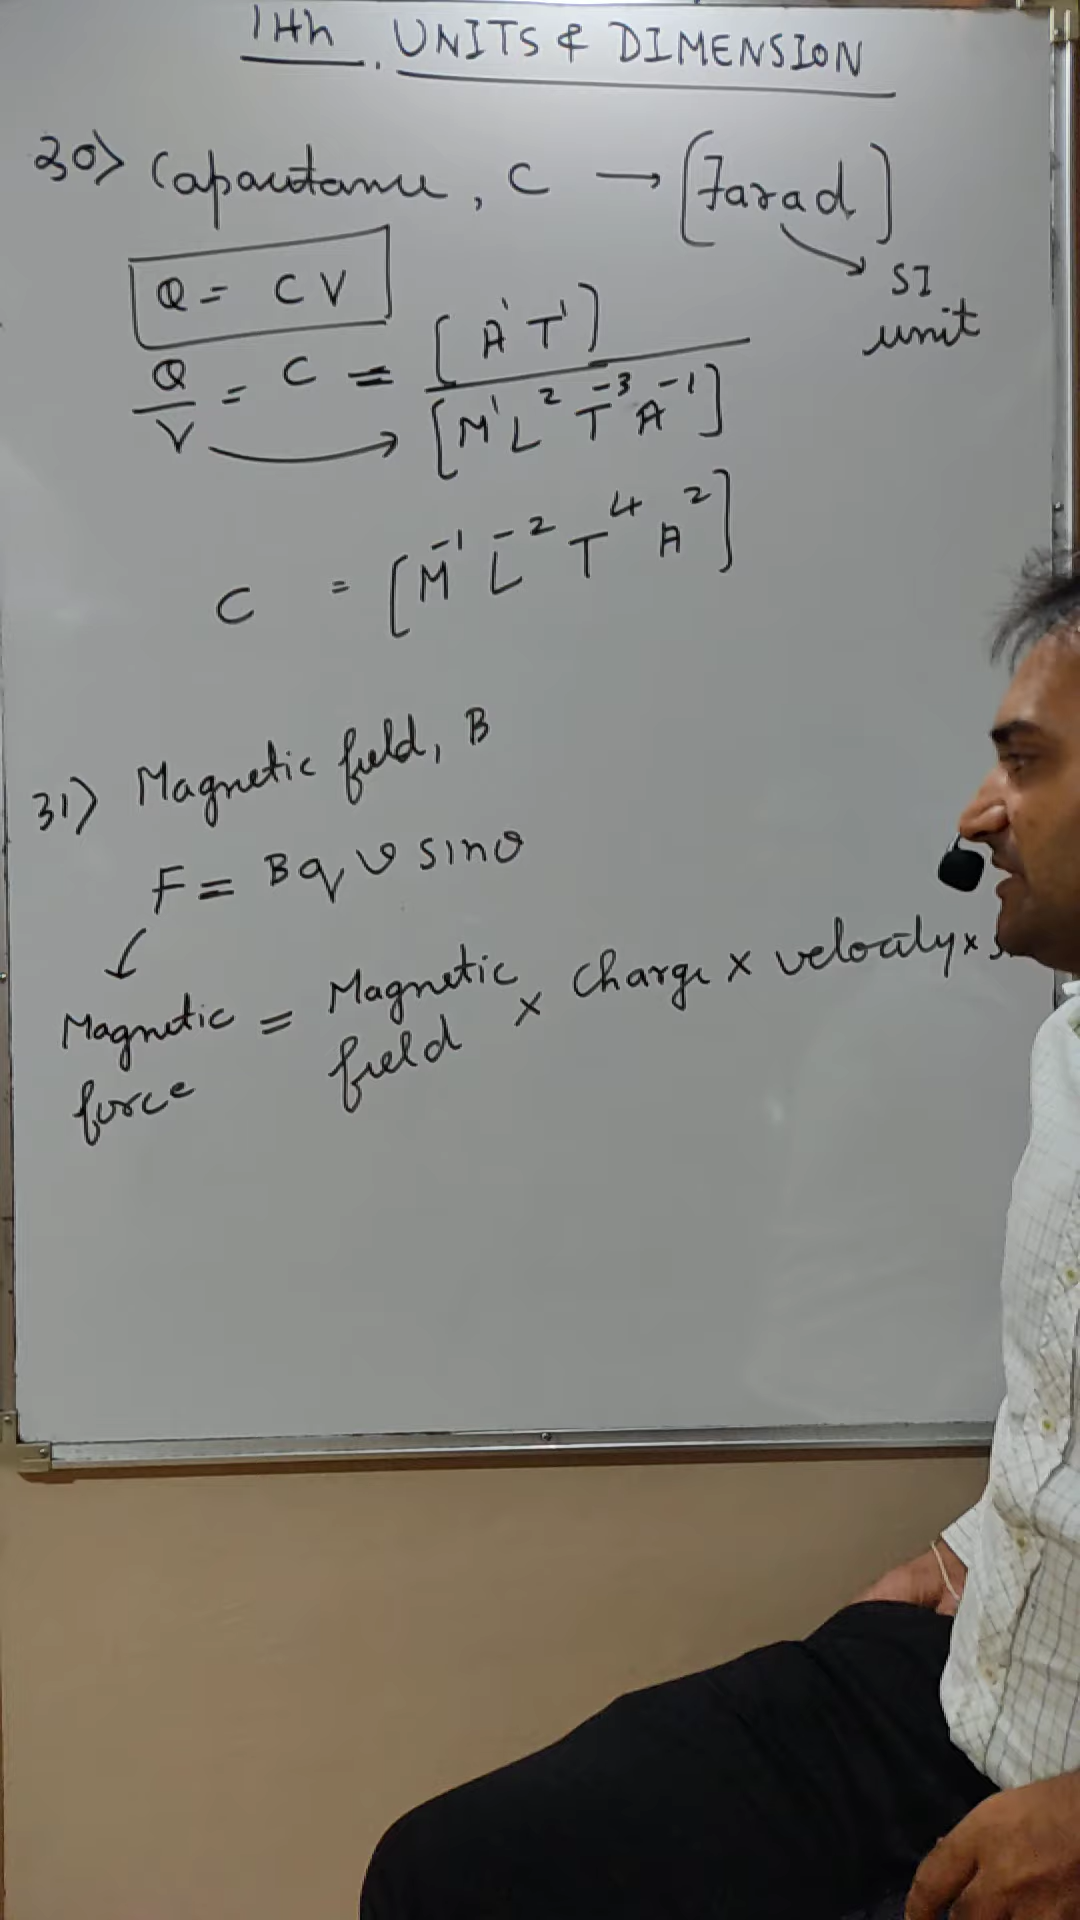 11th. UNITS & DIMENSION
30) Capacitance, C → [Farad]
SI unit
Q = CV
Q/V = C = [A¹T¹]/[M¹L²T⁻³A⁻¹]
C = [M⁻¹L⁻²T⁴A²]
31) Magnetic field, B
F = Bqv sinθ
Magnetic force = Magnetic field × charge × velocity ×